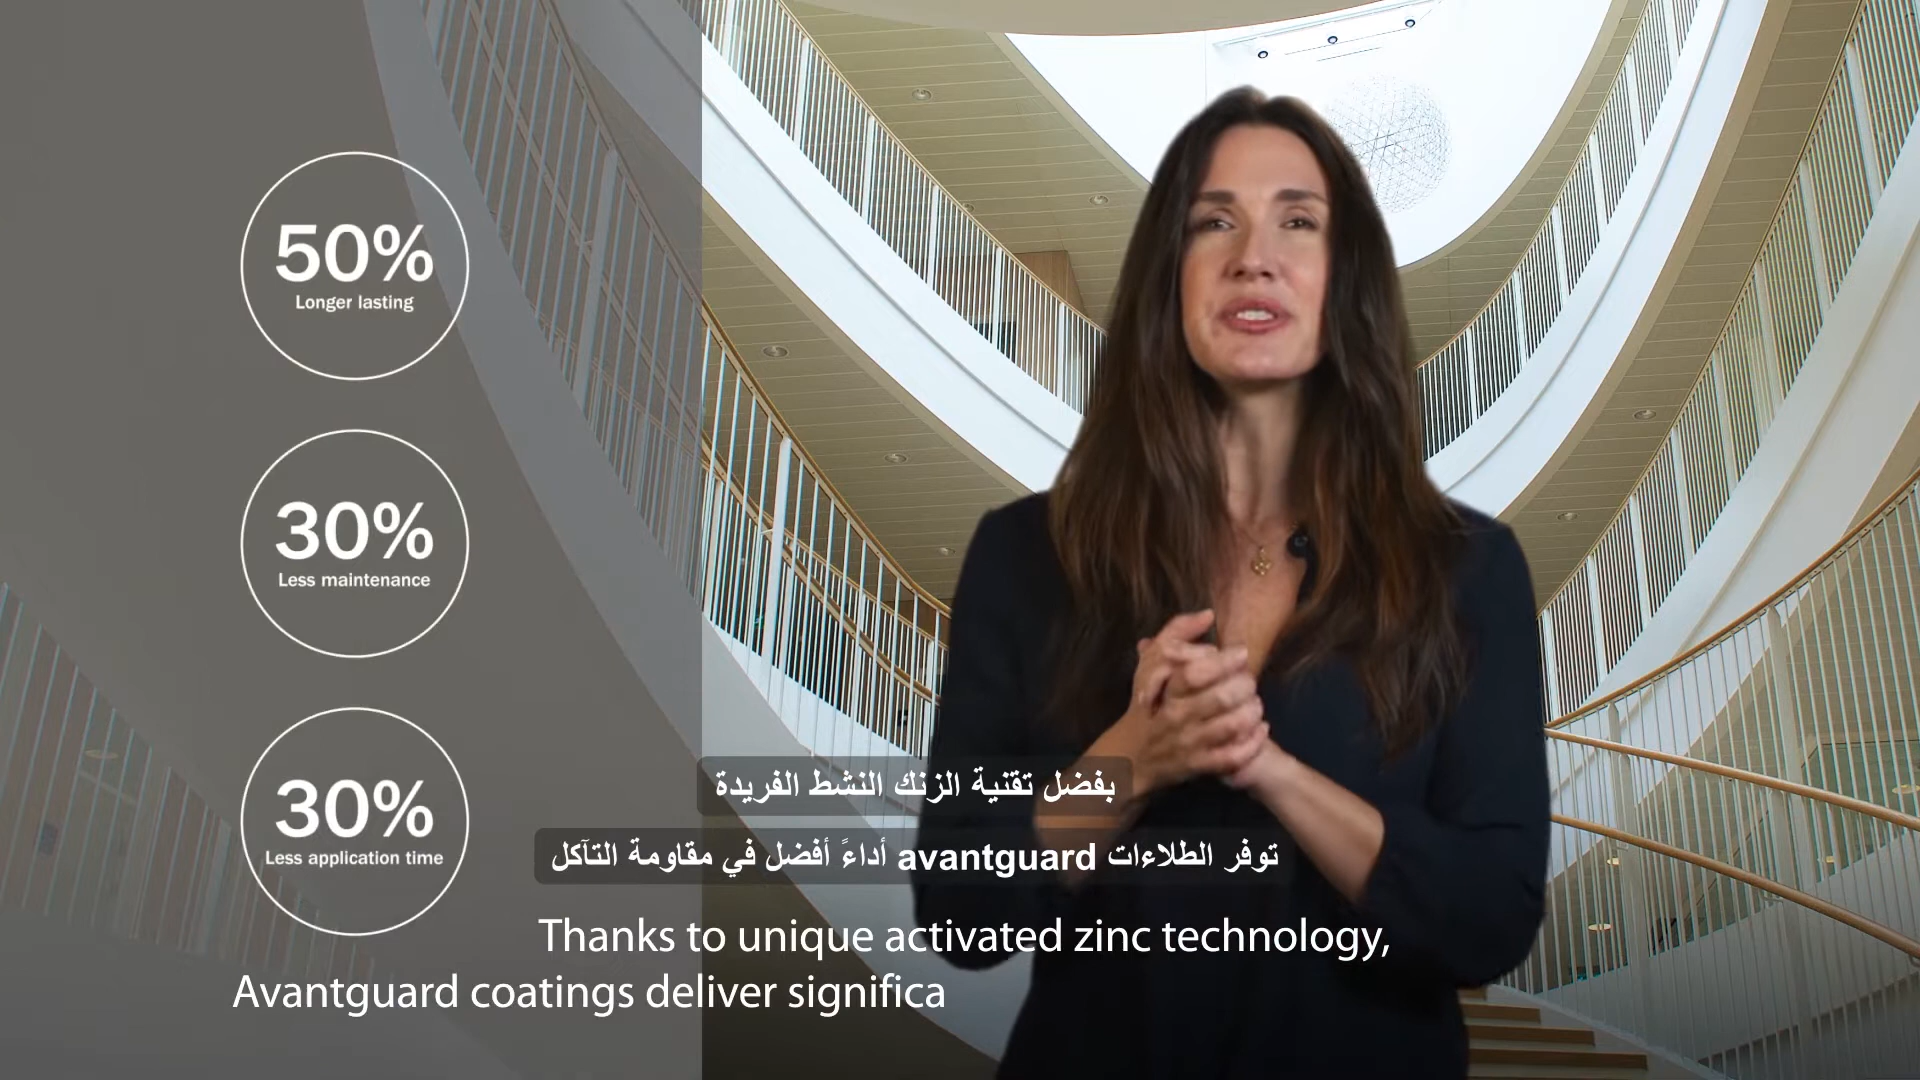 50%
Longer lasting
30%
Less maintenance
30%
Less application time
بفضل تقنية الزنك النشط الفريدة
توفر الطلاءات avantguard أداءً أفضل في مقاومة التآكل
Thanks to unique activated zinc technology,
Avantguard coatings deliver significa